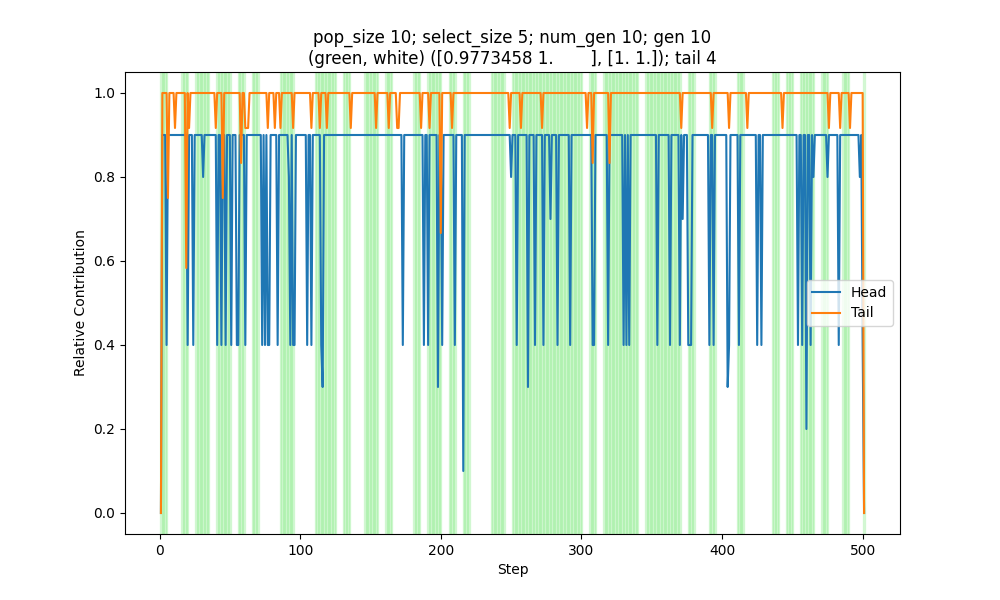 pop_size 10; select_size 5; num_gen 10; gen 10
(green, white) ([0.9773458 1.        ], [1. 1.]); tail 4
1.0
0.8
0.6
0.4
0.2
0.0
Relative Contribution
Head
Tail
0
100
200
300
400
500
Step